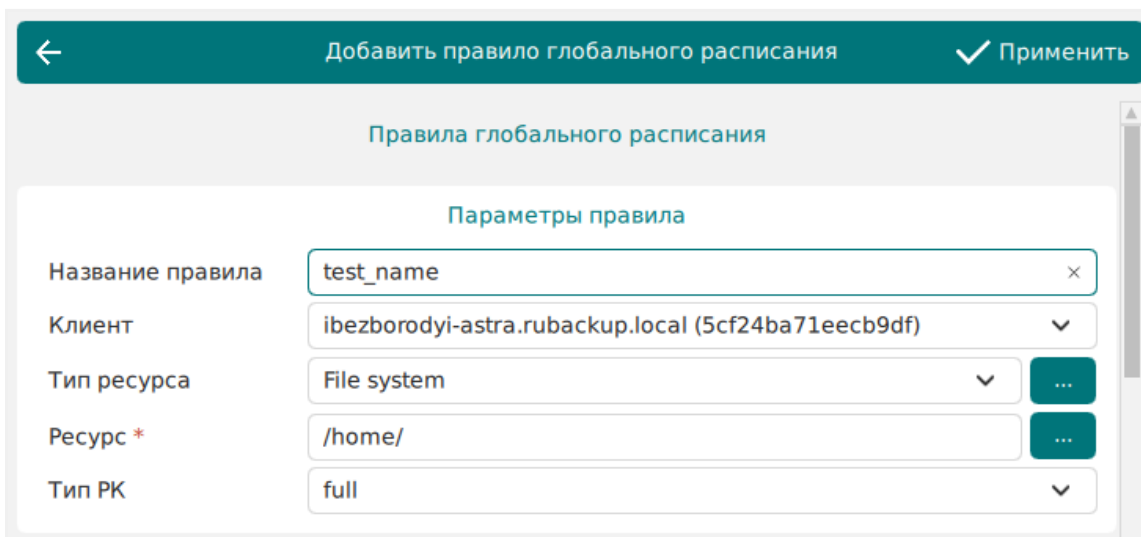 Добавить правило глобального расписания Применить
Правила глобального расписания
Параметры правила
Название правила test_name
Клиент ibezborodyi-astra.rubackup.local (5cf24ba71eecb9df)
Тип ресурса File system ...
Ресурс * /home/ ...
Тип РК full